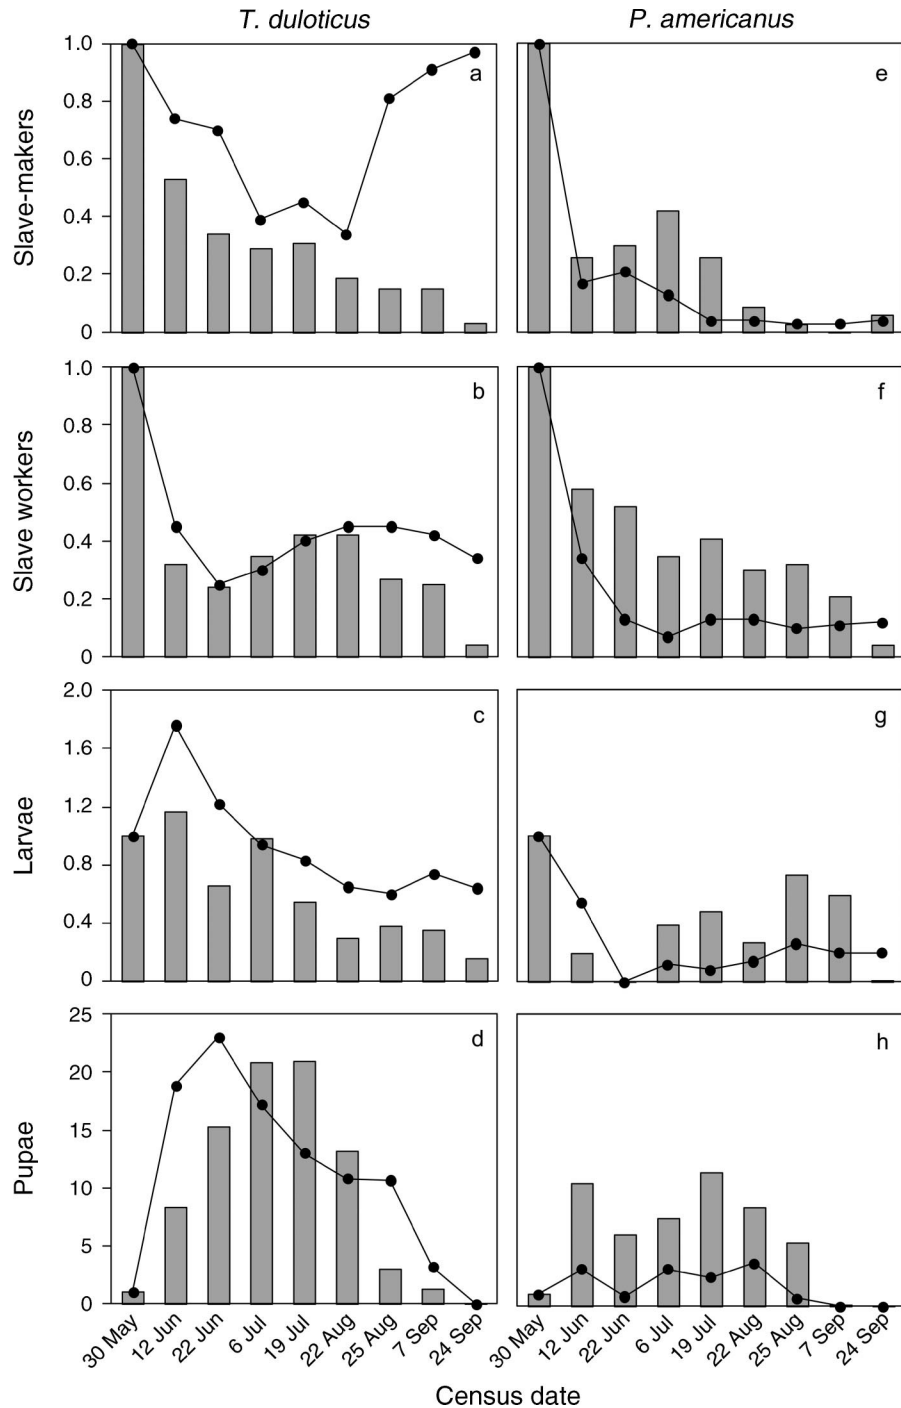 T. duloticus
P. americanus
Slave-makers
1.0
0.8
0.6
0.4
0.2
0
a
e
Slave workers
1.0
0.8
0.6
0.4
0.2
0
b
f
Larvae
2.0
1.6
1.2
0.8
0.4
0
c
g
Pupae
25
20
15
10
5
0
d
h
30 May
12 Jun
22 Jun
6 Jul
19 Jul
22 Aug
25 Aug
7 Sep
24 Sep
30 May
12 Jun
22 Jun
6 Jul
19 Jul
22 Aug
25 Aug
7 Sep
24 Sep
Census date